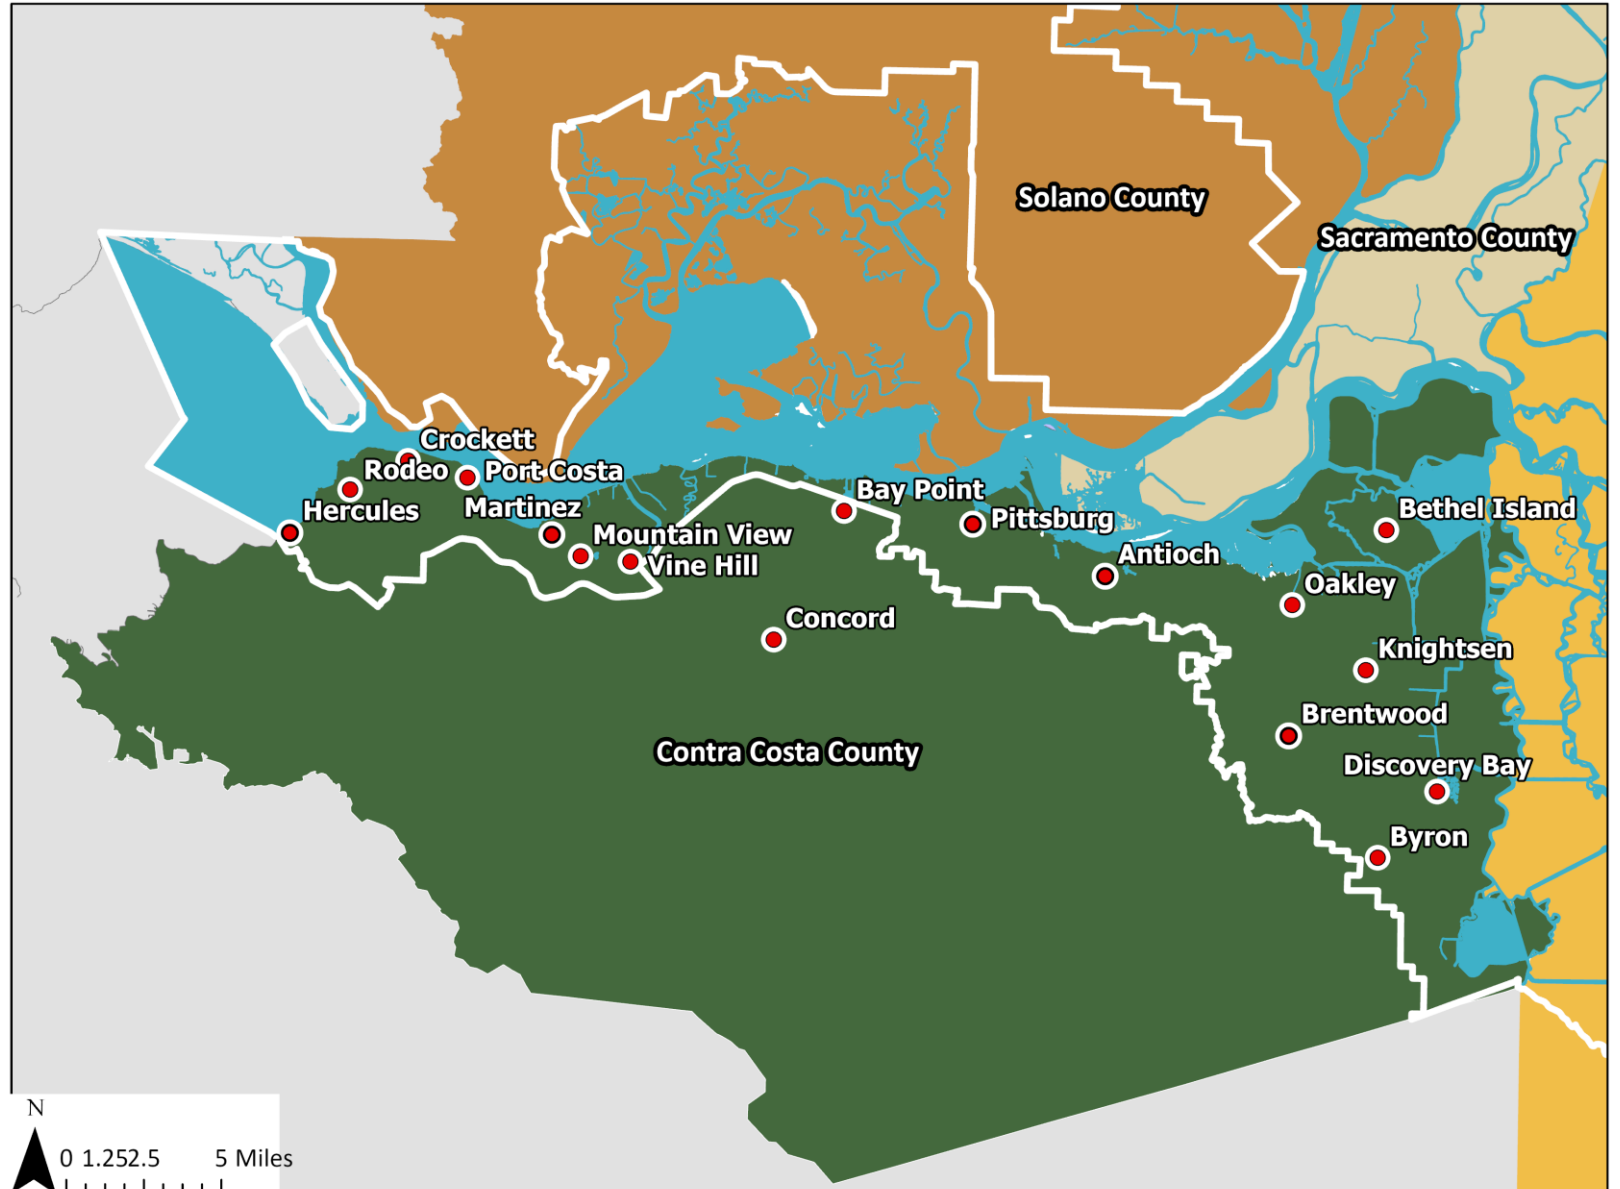 Solano County
Sacramento County
Crockett
Rodeo
Port Costa
Hercules
Martinez
Bay Point
Pittsburg
Bethel Island
Mountain View
Vine Hill
Antioch
Oakley
Concord
Knightsen
Brentwood
Contra Costa County
Discovery Bay
Byron
N
0 1.252.5 5 Miles